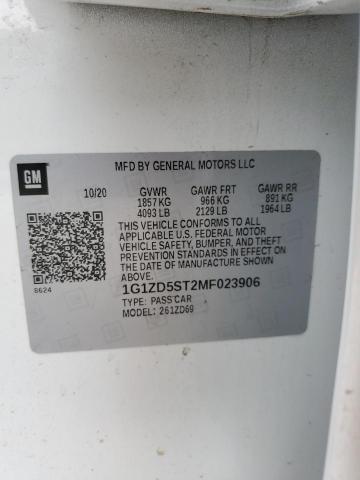 GM
MFD BY GENERAL MOTORS LLC
10/20 GVWR GAWR FRT GAWR RR
1857 KG 966 KG 891 KG
4093 LB 2129 LB 1964 LB
THIS VEHICLE CONFORMS TO ALL
APPLICABLE U.S. FEDERAL MOTOR
VEHICLE SAFETY, BUMPER, AND THEFT
PREVENTION STANDARDS IN EFFECT ON
THE DATE OF MANUFACTURE SHOWN
ABOVE.
8624
1G1ZD5ST2MF023906
TYPE: PASS CAR
MODEL: 261ZD69